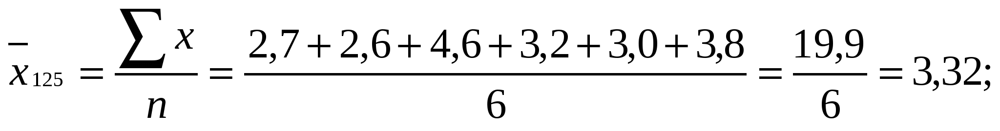 x̄₁₂₅ = ∑x / n = (2,7 + 2,6 + 4,6 + 3,2 + 3,0 + 3,8) / 6 = 19,9 / 6 = 3,32;